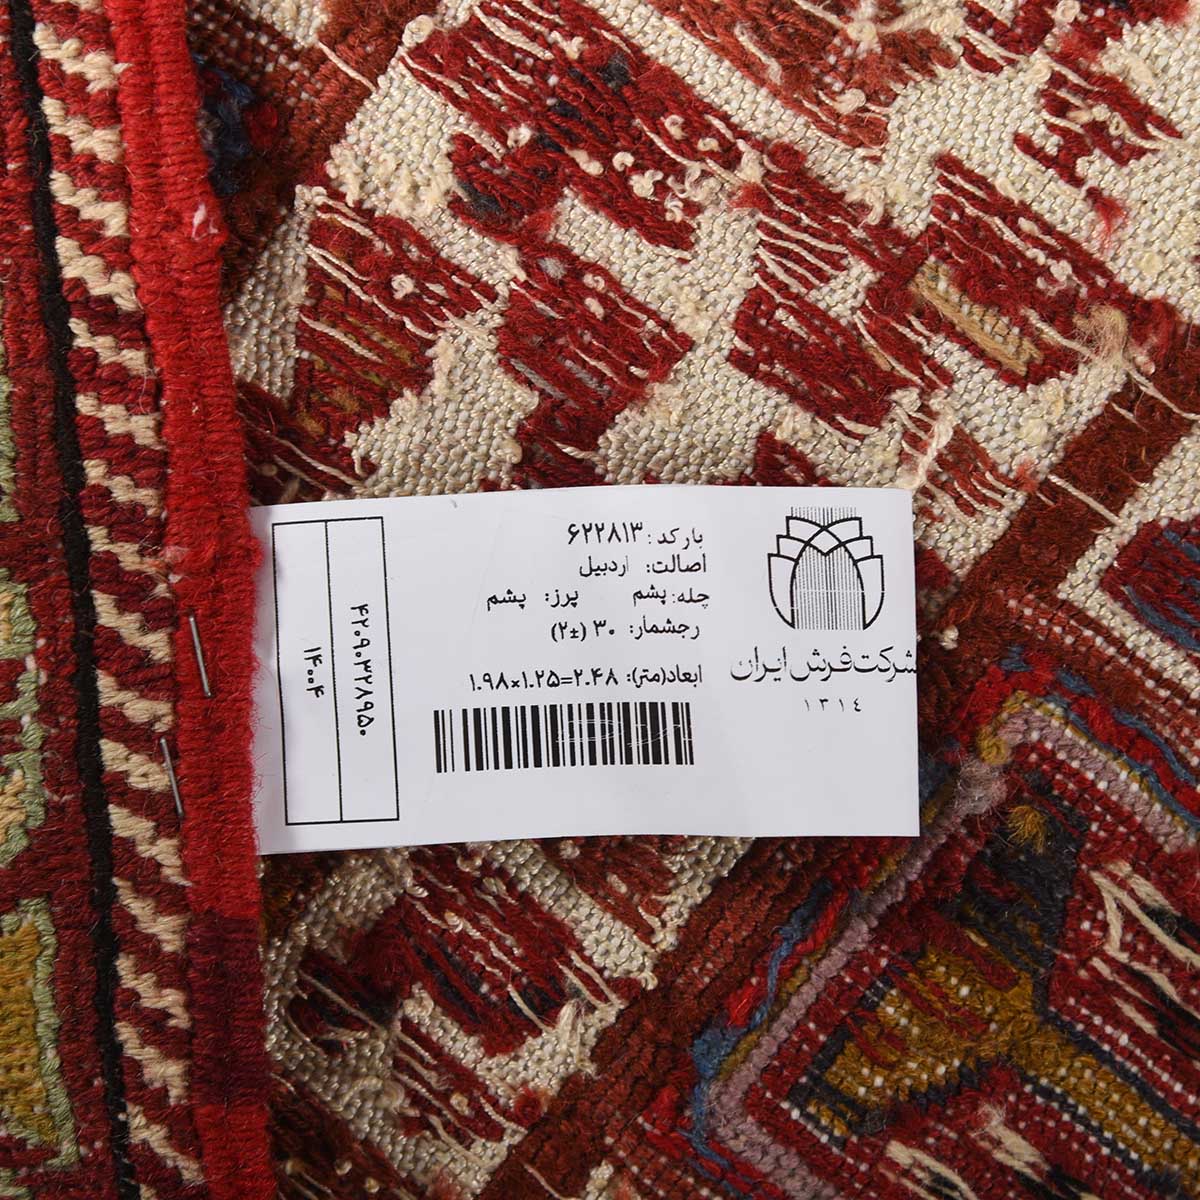 بارکد: ۶۲۲۸۱۳
اصالت: اردبیل
چله: پشم پرز: پشم
رجشمار: ۳۰ (±۲)
ابعاد(متر): ۱.۹۸×۱.۲۵=۲.۴۸
شرکت فرش ایران
۱۳۱٤
۴۲۰۹۰۳۲۸۹۵۰
۱۴۰۰۴